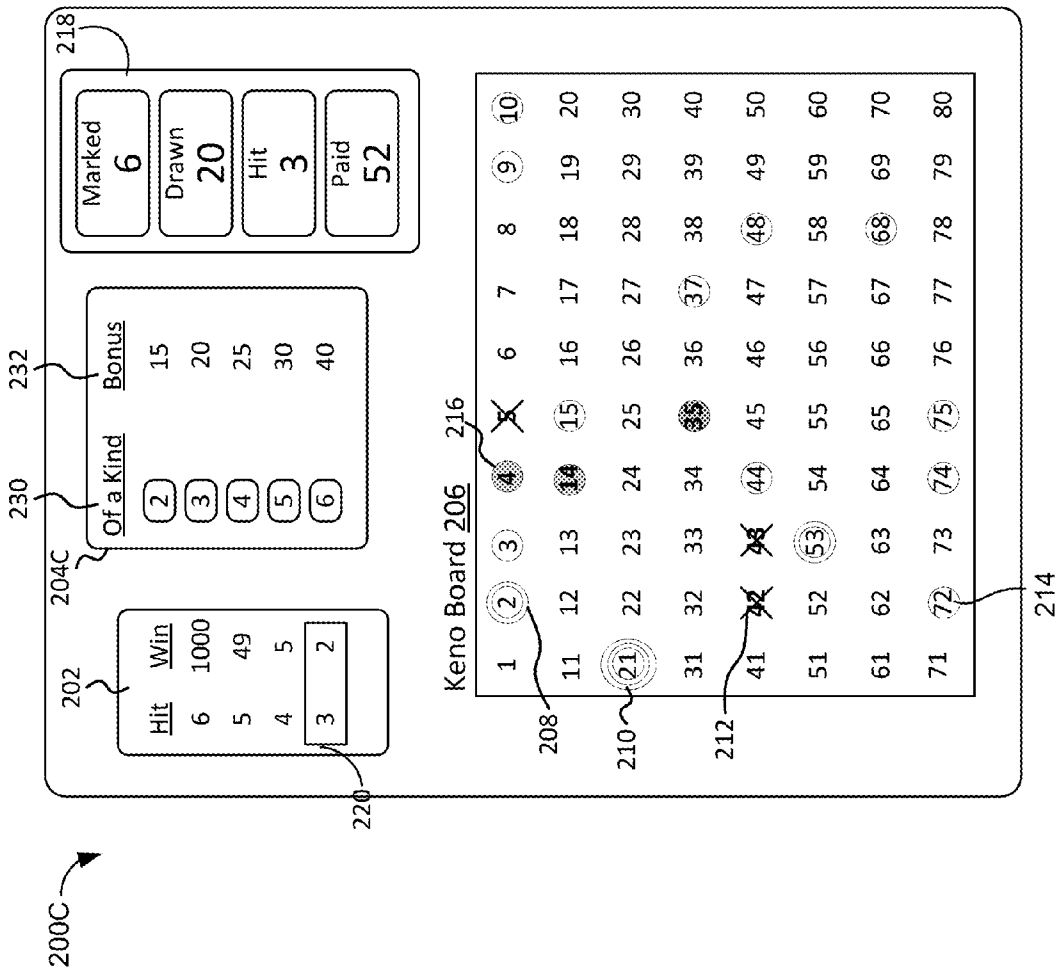 200C
202
Hit Win
6 1000
5 49
4 5
3 2
220
204C
230
232
Of a Kind Bonus
2 15
3 20
4 25
5 30
6 40
218
Marked
6
Drawn
20
Hit
3
Paid
52
Keno Board 206
216
1 2 3 4 5 6 7 8 9 10
11 12 13 14 15 16 17 18 19 20
21 22 23 24 25 26 27 28 29 30
31 32 33 34 35 36 37 38 39 40
41 42 43 44 45 46 47 48 49 50
51 52 53 54 55 56 57 58 59 60
61 62 63 64 65 66 67 68 69 70
71 72 73 74 75 76 77 78 79 80
208
210
212
214